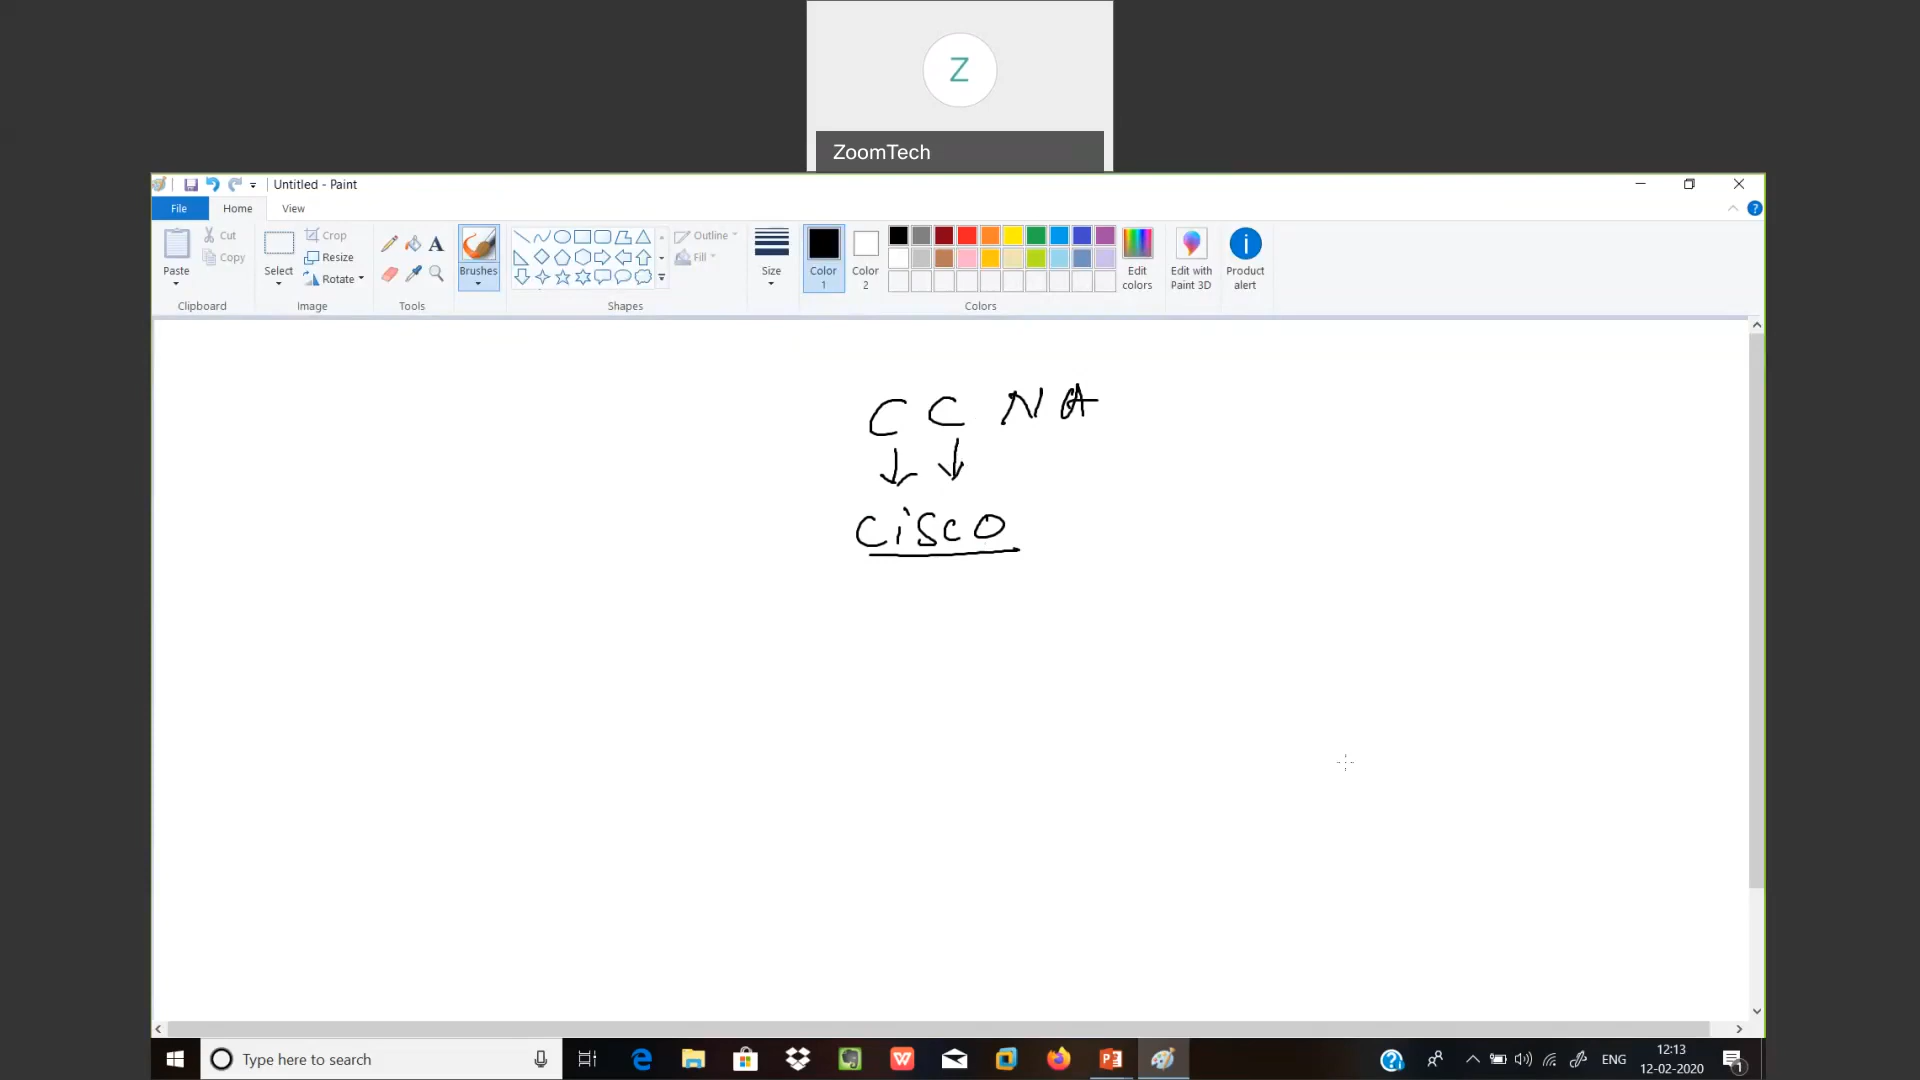 Z
ZoomTech
Untitled - Paint
File Home View
Paste Cut Copy Clipboard
Select Crop Resize Rotate Image
Tools
Brushes
Outline Fill Shapes
Size
Color 1 Color 2 Edit colors Colors
Edit with Paint 3D
Product alert
C C N A
CiSCO
Type here to search
ENG
12:13
12-02-2020
1